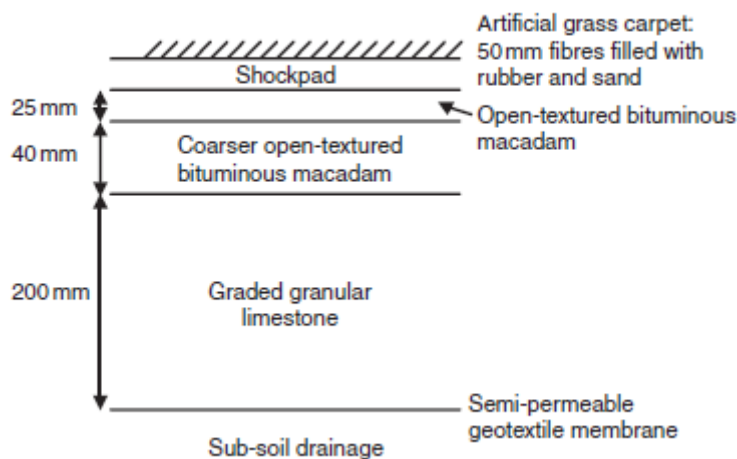 Artificial grass carpet:
50 mm fibres filled with
rubber and sand
Shockpad
25 mm
Open-textured bituminous
macadam
40 mm
Coarser open-textured
bituminous macadam
200 mm
Graded granular
limestone
Semi-permeable
geotextile membrane
Sub-soil drainage